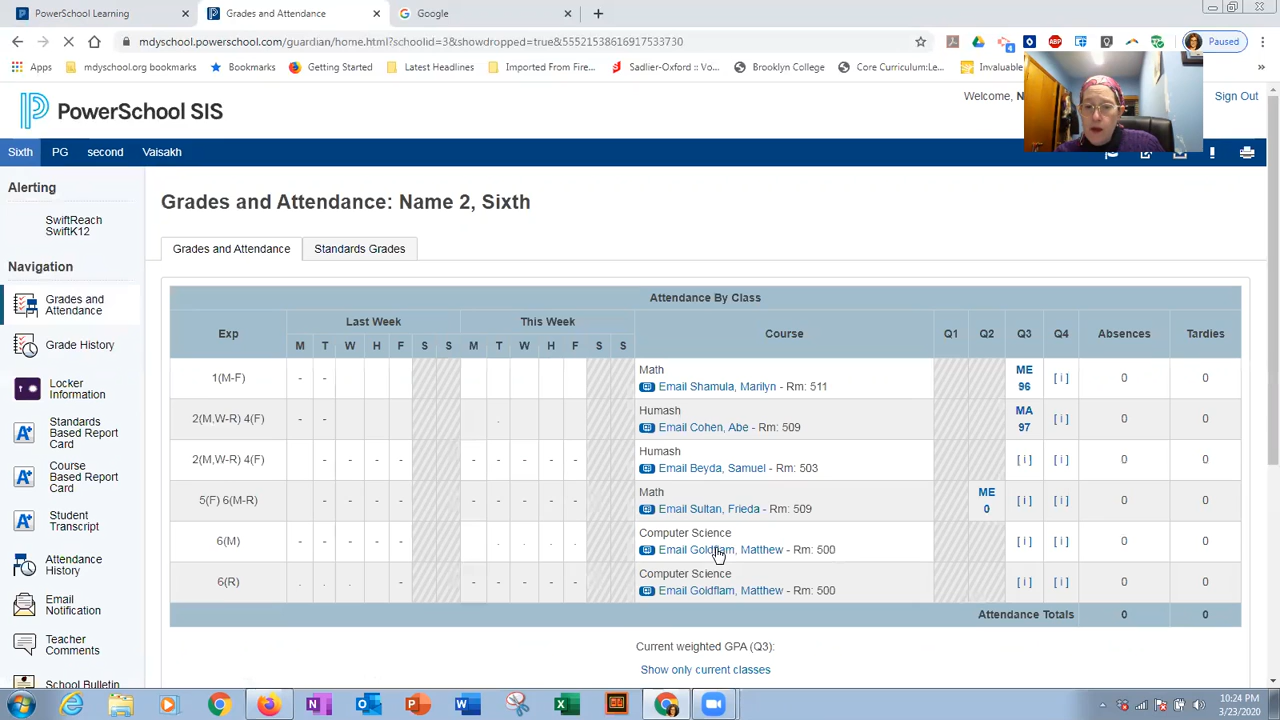 PowerSchool Learning
Grades and Attendance
Google
mdyschool.powerschool.com/guardian/home.html?schoolid=3&showdroppad=true&55521538616917533730
Paused
Apps
mdyschool.org bookmarks
Bookmarks
Getting Started
Latest Headlines
Imported From Fire...
Sadlier-Oxford :: Vo...
Brooklyn College
Core Curriculum:Le...
Invaluable
PowerSchool SIS
Welcome, N
Sign Out
Sixth PG second Vaisakh
Alerting
SwiftReach
SwiftK12
Navigation
Grades and
Attendance
Grade History
Locker
Information
Standards
Based Report
Card
Course
Based Report
Card
Student
Transcript
Attendance
History
Email
Notification
Teacher
Comments
School Bulletin
Grades and Attendance: Name 2, Sixth
Grades and Attendance Standards Grades
Attendance By Class
Exp Last Week This Week Course Q1 Q2 Q3 Q4 Absences Tardies
M T W H F S S M T W H F S S
1(M-F) - - Math
Email Shamula, Marilyn - Rm: 511 ME 96 [ i ] 0 0
2(M,W-R) 4(F) - - . Humash
Email Cohen, Abe - Rm: 509 MA 97 [ i ] 0 0
2(M,W-R) 4(F) - - - - - - - - - Humash
Email Beyda, Samuel - Rm: 503 [ i ] [ i ] 0 0
5(F) 6(M-R) - - - - - - - - - Math
Email Sultan, Frieda - Rm: 509 ME 0 [ i ] [ i ] 0 0
6(M) - - - - - - . . . . Computer Science
Email Goldflam, Matthew - Rm: 500 [ i ] [ i ] 0 0
6(R) . . . - - - - - - Computer Science
Email Goldflam, Matthew - Rm: 500 [ i ] [ i ] 0 0
Attendance Totals 0 0
Current weighted GPA (Q3):
Show only current classes
10:24 PM
3/23/2020